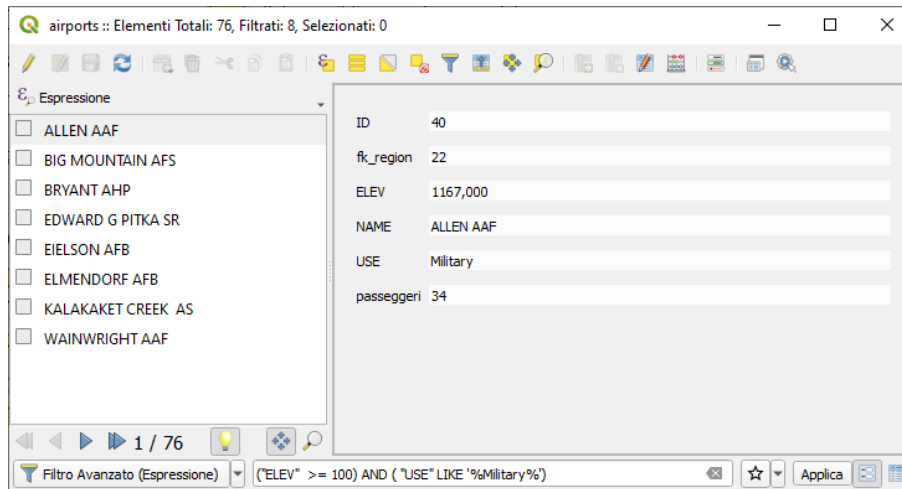 airports :: Elementi Totali: 76, Filtrati: 8, Selezionati: 0
Espressione
ALLEN AAF
BIG MOUNTAIN AFS
BRYANT AHP
EDWARD G PITKA SR
EIELSON AFB
ELMENDORF AFB
KALAKAKET CREEK  AS
WAINWRIGHT AAF
ID 40
fk_region 22
ELEV 1167,000
NAME ALLEN AAF
USE Military
passeggeri 34
1 / 76
Filtro Avanzato (Espressione) ("ELEV"  >= 100) AND ( "USE" LIKE '%Military%') Applica